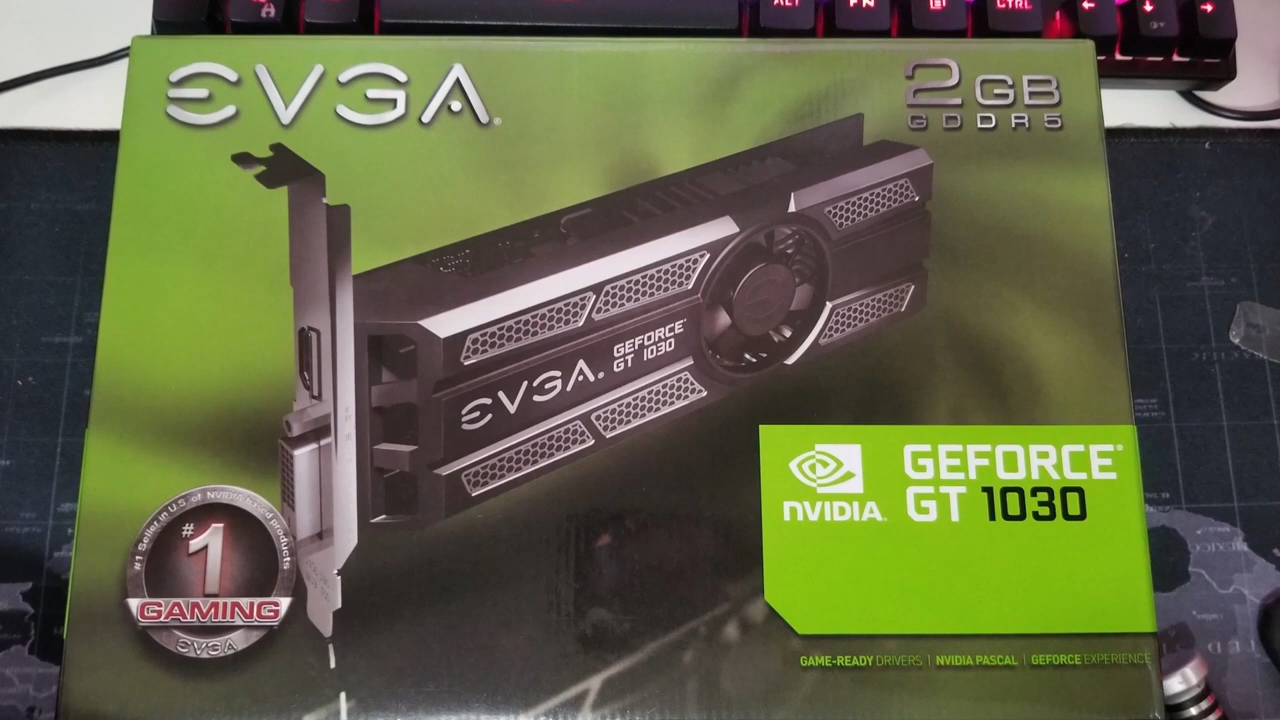 ALT
FN
CTRL
EVGA®
2GB
GDDR5
GEFORCE®
GT 1030
EVGA®
#1 Seller in U.S. of NVIDIA based products
#1
GAMING
EVGA
NVIDIA®
GEFORCE®
GT 1030
GAME-READY DRIVERS | NVIDIA PASCAL | GEFORCE EXPERIENCE
MEXICO